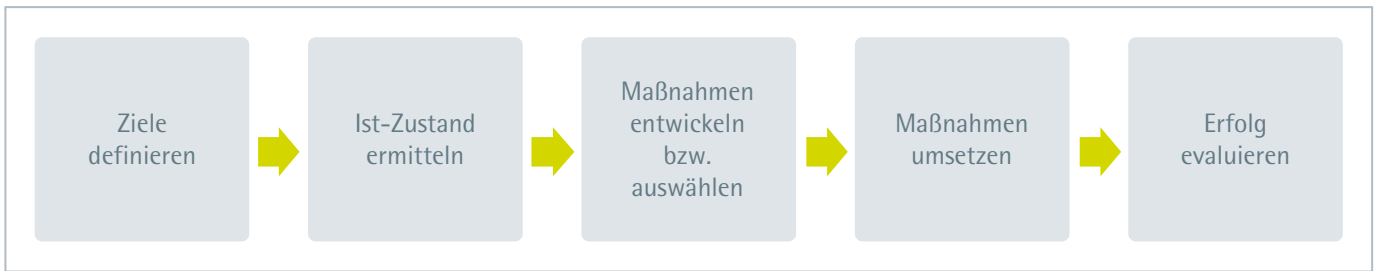 Ziele
definieren
Ist-Zustand
ermitteln
Maßnahmen
entwickeln
bzw.
auswählen
Maßnahmen
umsetzen
Erfolg
evaluieren